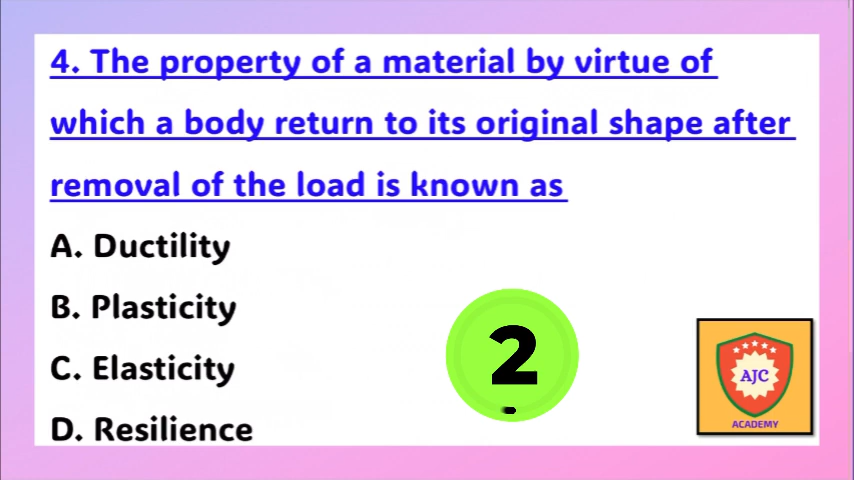 4. The property of a material by virtue of
which a body return to its original shape after
removal of the load is known as
A. Ductility
B. Plasticity
C. Elasticity
D. Resilience
2
AJC
ACADEMY